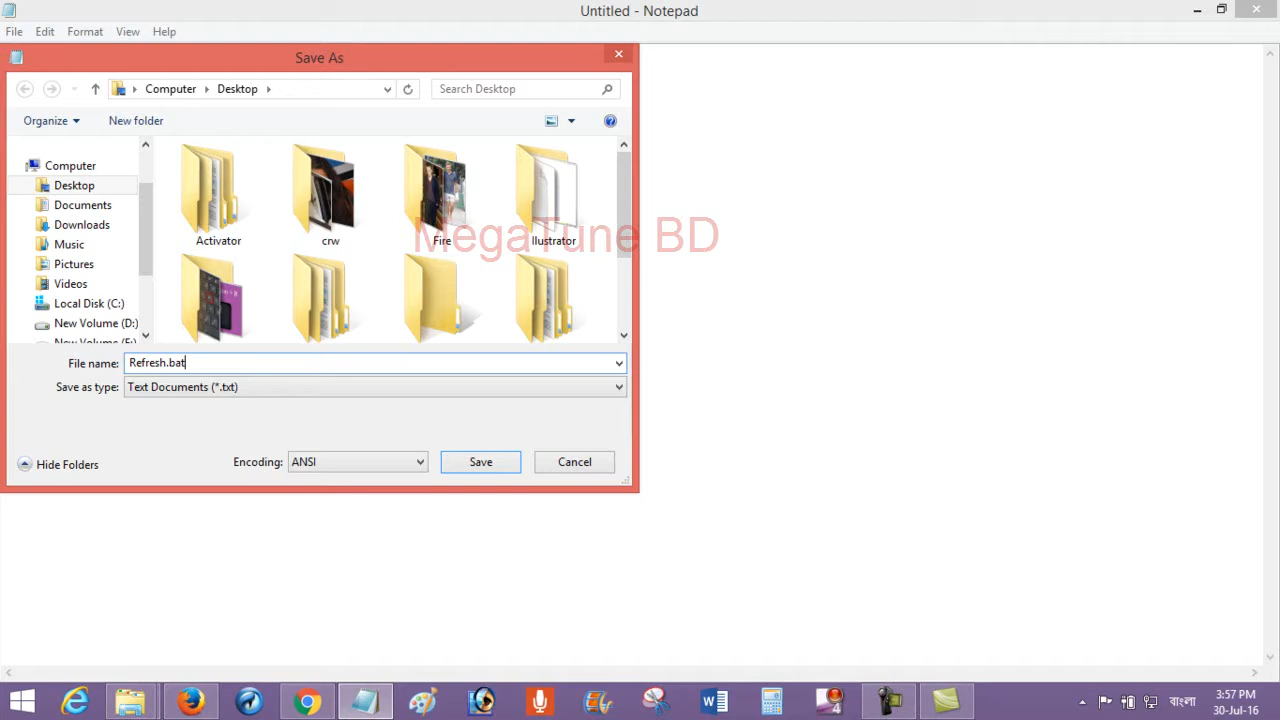 Untitled - Notepad
File Edit Format View Help
Save As
Computer Desktop
Search Desktop
Organize
New folder
Computer
Desktop
Documents
Downloads
Music
Pictures
Videos
Local Disk (C:)
New Volume (D:)
New Volume (E:)
Activator
crw
Fire
Ilustrator
MegaTune BD
File name: Refresh.bat
Save as type: Text Documents (*.txt)
Hide Folders
Encoding: ANSI
Save
Cancel
4
বাংলা
3:57 PM
30-Jul-16